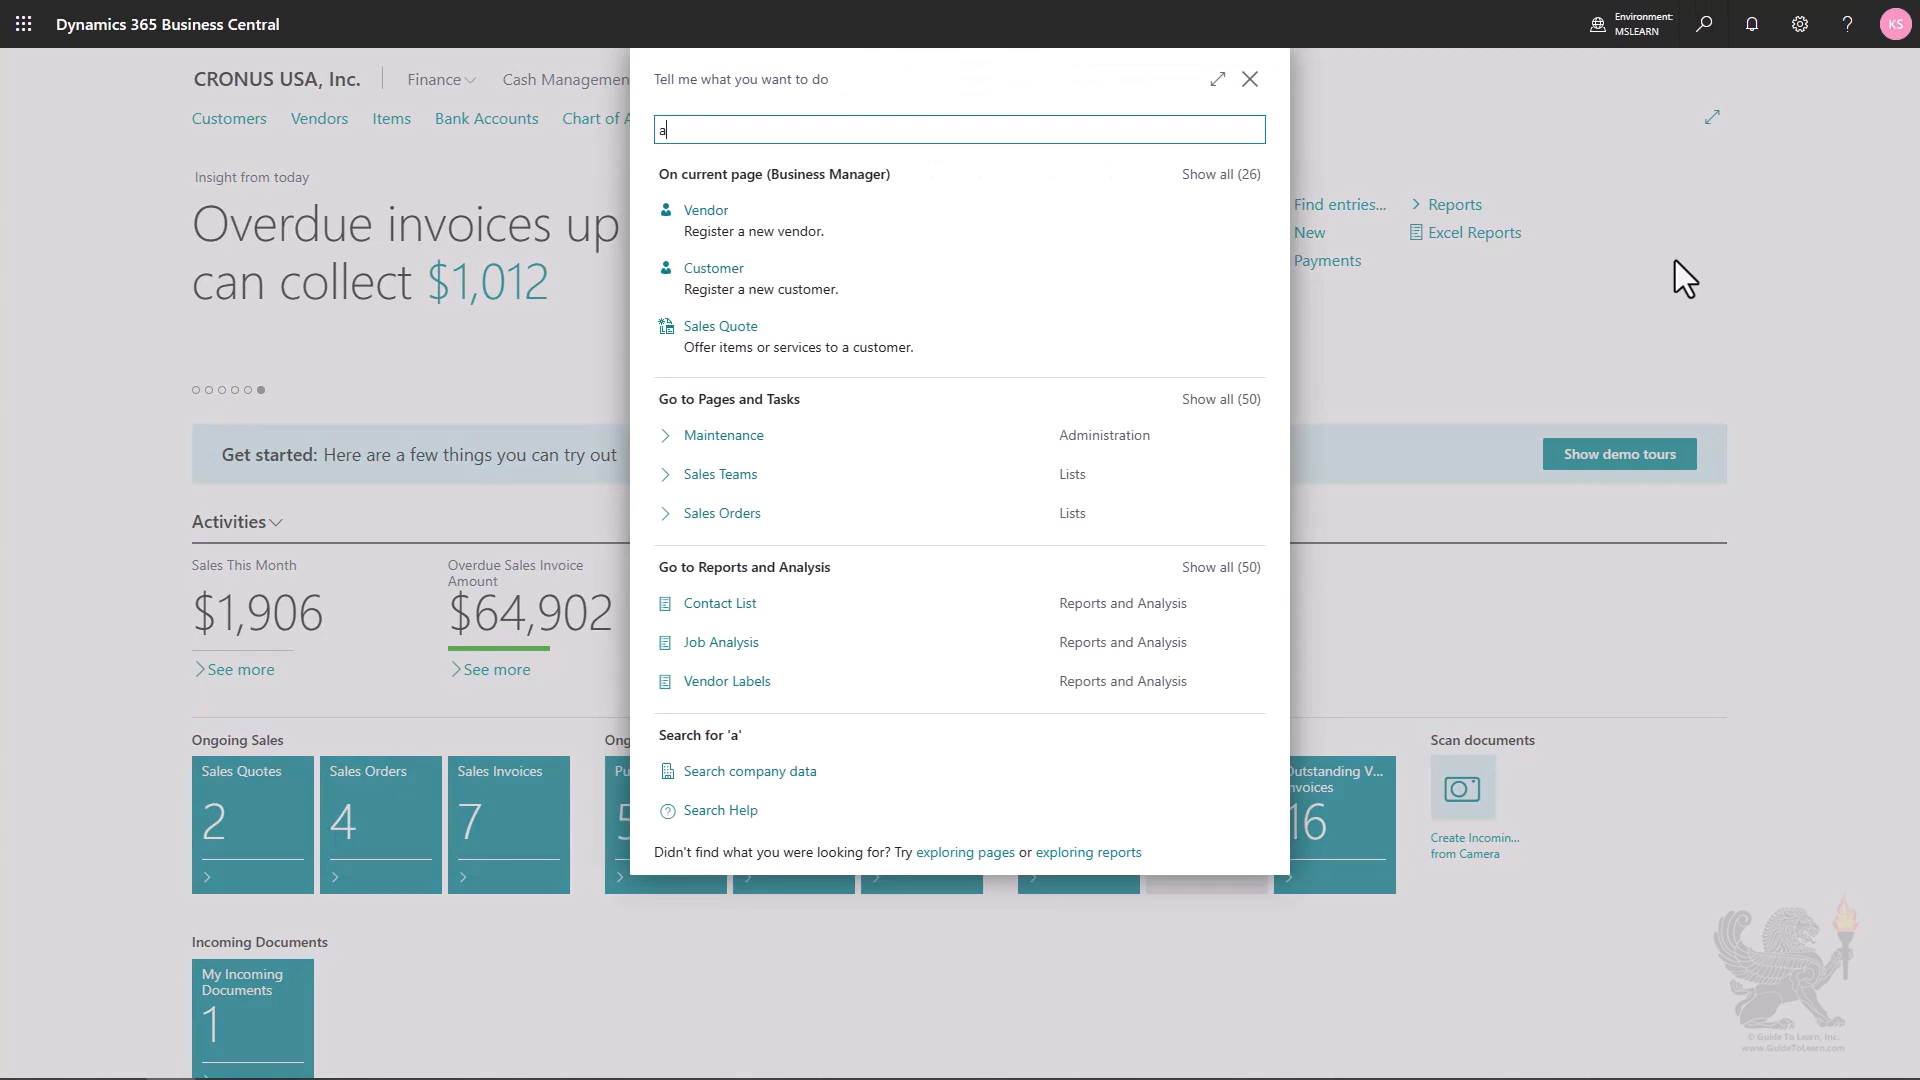 Dynamics 365 Business Central
Environment:
MSLEARN
?
KS
CRONUS USA, Inc.
Finance
Cash Managemen
Customers
Vendors
Items
Bank Accounts
Chart of A
Insight from today
Overdue invoices up
can collect $1,012
Get started: Here are a few things you can try out
Show demo tours
Find entries...
New
Payments
Reports
Excel Reports
Tell me what you want to do
a
On current page (Business Manager)
Show all (26)
Vendor
Register a new vendor.
Customer
Register a new customer.
Sales Quote
Offer items or services to a customer.
Go to Pages and Tasks
Show all (50)
Maintenance
Administration
Sales Teams
Lists
Sales Orders
Lists
Go to Reports and Analysis
Show all (50)
Contact List
Reports and Analysis
Job Analysis
Reports and Analysis
Vendor Labels
Reports and Analysis
Search for 'a'
Search company data
Search Help
Didn't find what you were looking for? Try exploring pages or exploring reports
Activities
Sales This Month
$1,906
See more
Overdue Sales Invoice
Amount
$64,902
See more
Ongoing Sales
Sales Quotes
2
Sales Orders
4
Sales Invoices
7
Ong
Pu
5
Outstanding V...
nvoices
16
Scan documents
Create Incomin...
from Camera
Incoming Documents
My Incoming
Documents
1
© Guide To Learn, Inc.
www.GuideToLearn.com